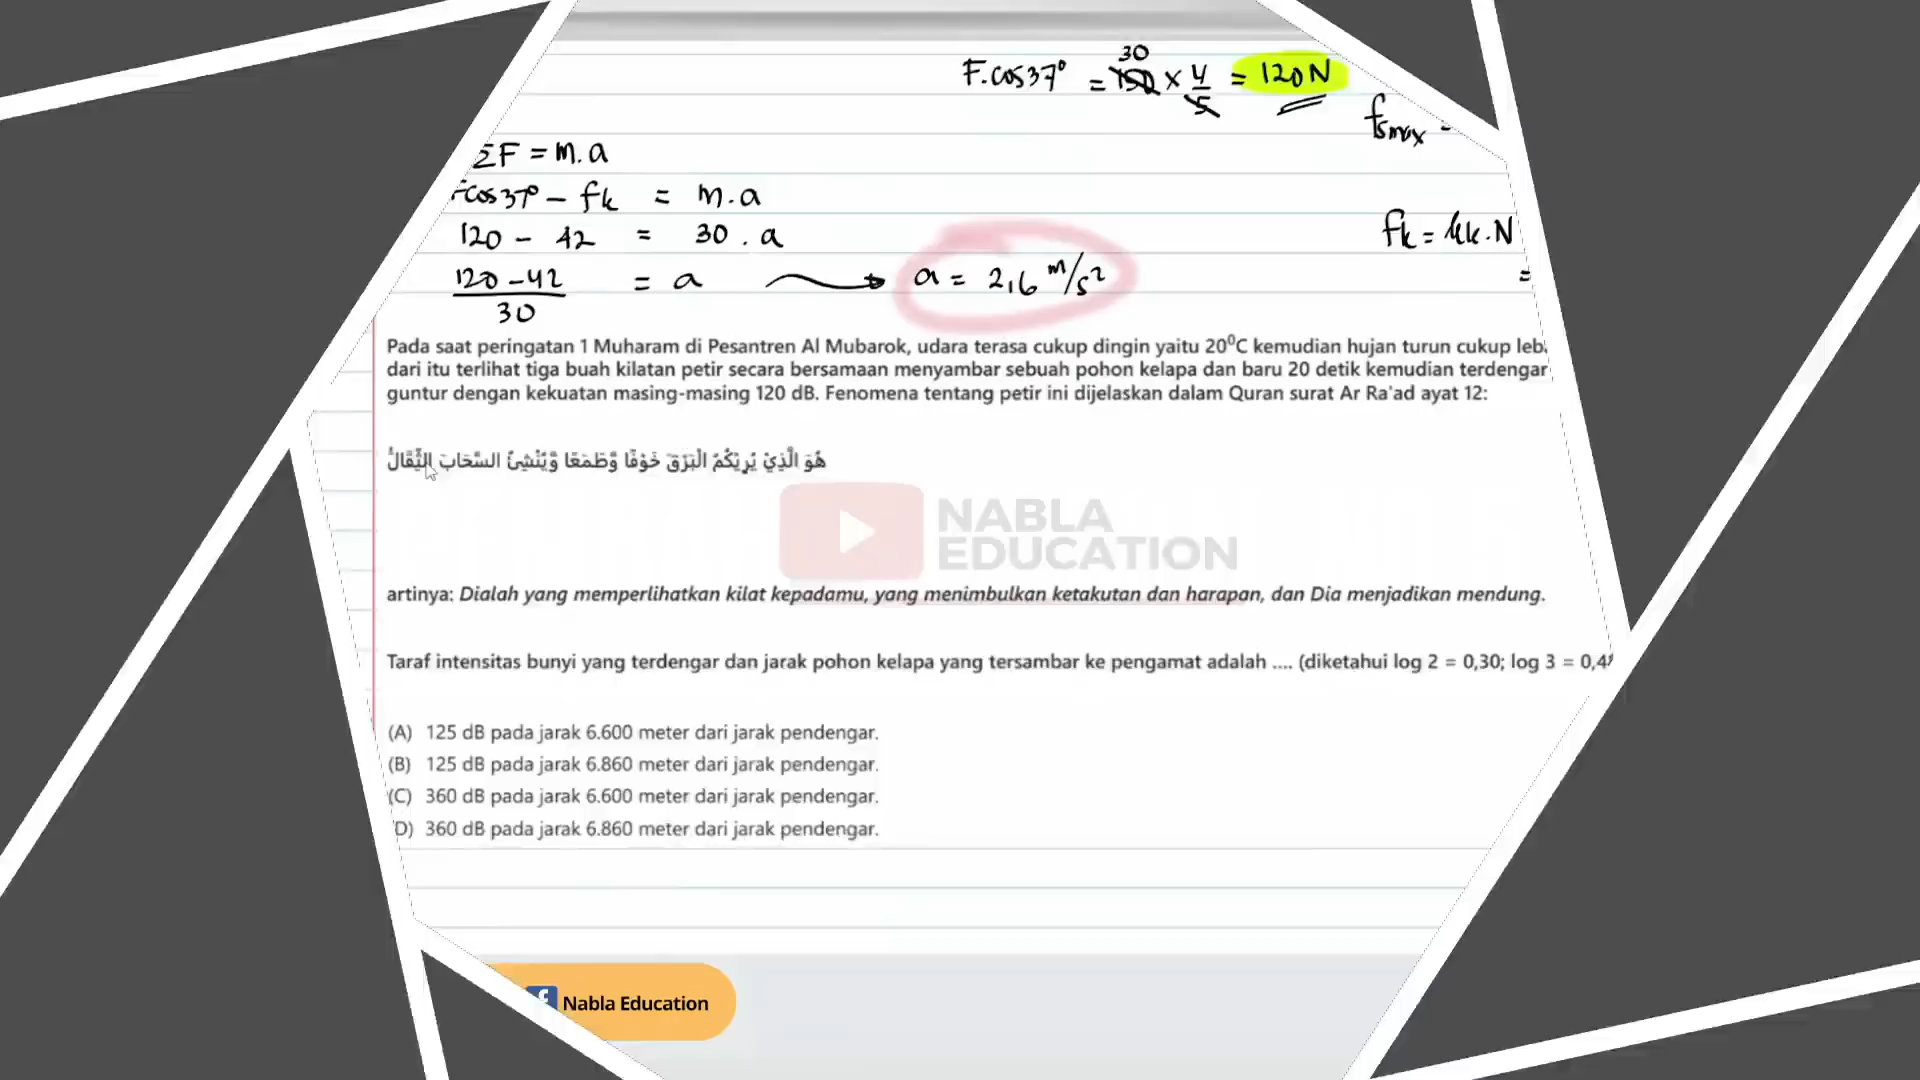 F.cos37° = 150 × 4/5 = 120 N
30
fsmax =
ΣF = m.a
Fcos37° - fk = m.a
fk = μk.N
120 - 42 = 30 . a
=
120-42/30 = a → a = 2,6 m/s²
Pada saat peringatan 1 Muharam di Pesantren Al Mubarok, udara terasa cukup dingin yaitu 20⁰C kemudian hujan turun cukup
dari itu terlihat tiga buah kilatan petir secara bersamaan menyambar sebuah pohon kelapa dan baru 20 detik kemudian terdengar
guntur dengan kekuatan masing-masing 120 dB. Fenomena tentang petir ini dijelaskan dalam Quran surat Ar Ra'ad ayat 12:
هُوَ الَّذِيْ يُرِيْكُمُ الْبَرْقَ خَوْفًا وَّطَمَعًا وَّيُنْشِئُ السَّحَابَ الثِّقَالَۚ
NABLA
EDUCATION
artinya: Dialah yang memperlihatkan kilat kepadamu, yang menimbulkan ketakutan dan harapan, dan Dia menjadikan mendung.
Taraf intensitas bunyi yang terdengar dan jarak pohon kelapa yang tersambar ke pengamat adalah .... (diketahui log 2 = 0,30; log 3 =
(A) 125 dB pada jarak 6.600 meter dari jarak pendengar.
(B) 125 dB pada jarak 6.860 meter dari jarak pendengar.
(C) 360 dB pada jarak 6.600 meter dari jarak pendengar.
D) 360 dB pada jarak 6.860 meter dari jarak pendengar.
Nabla Education